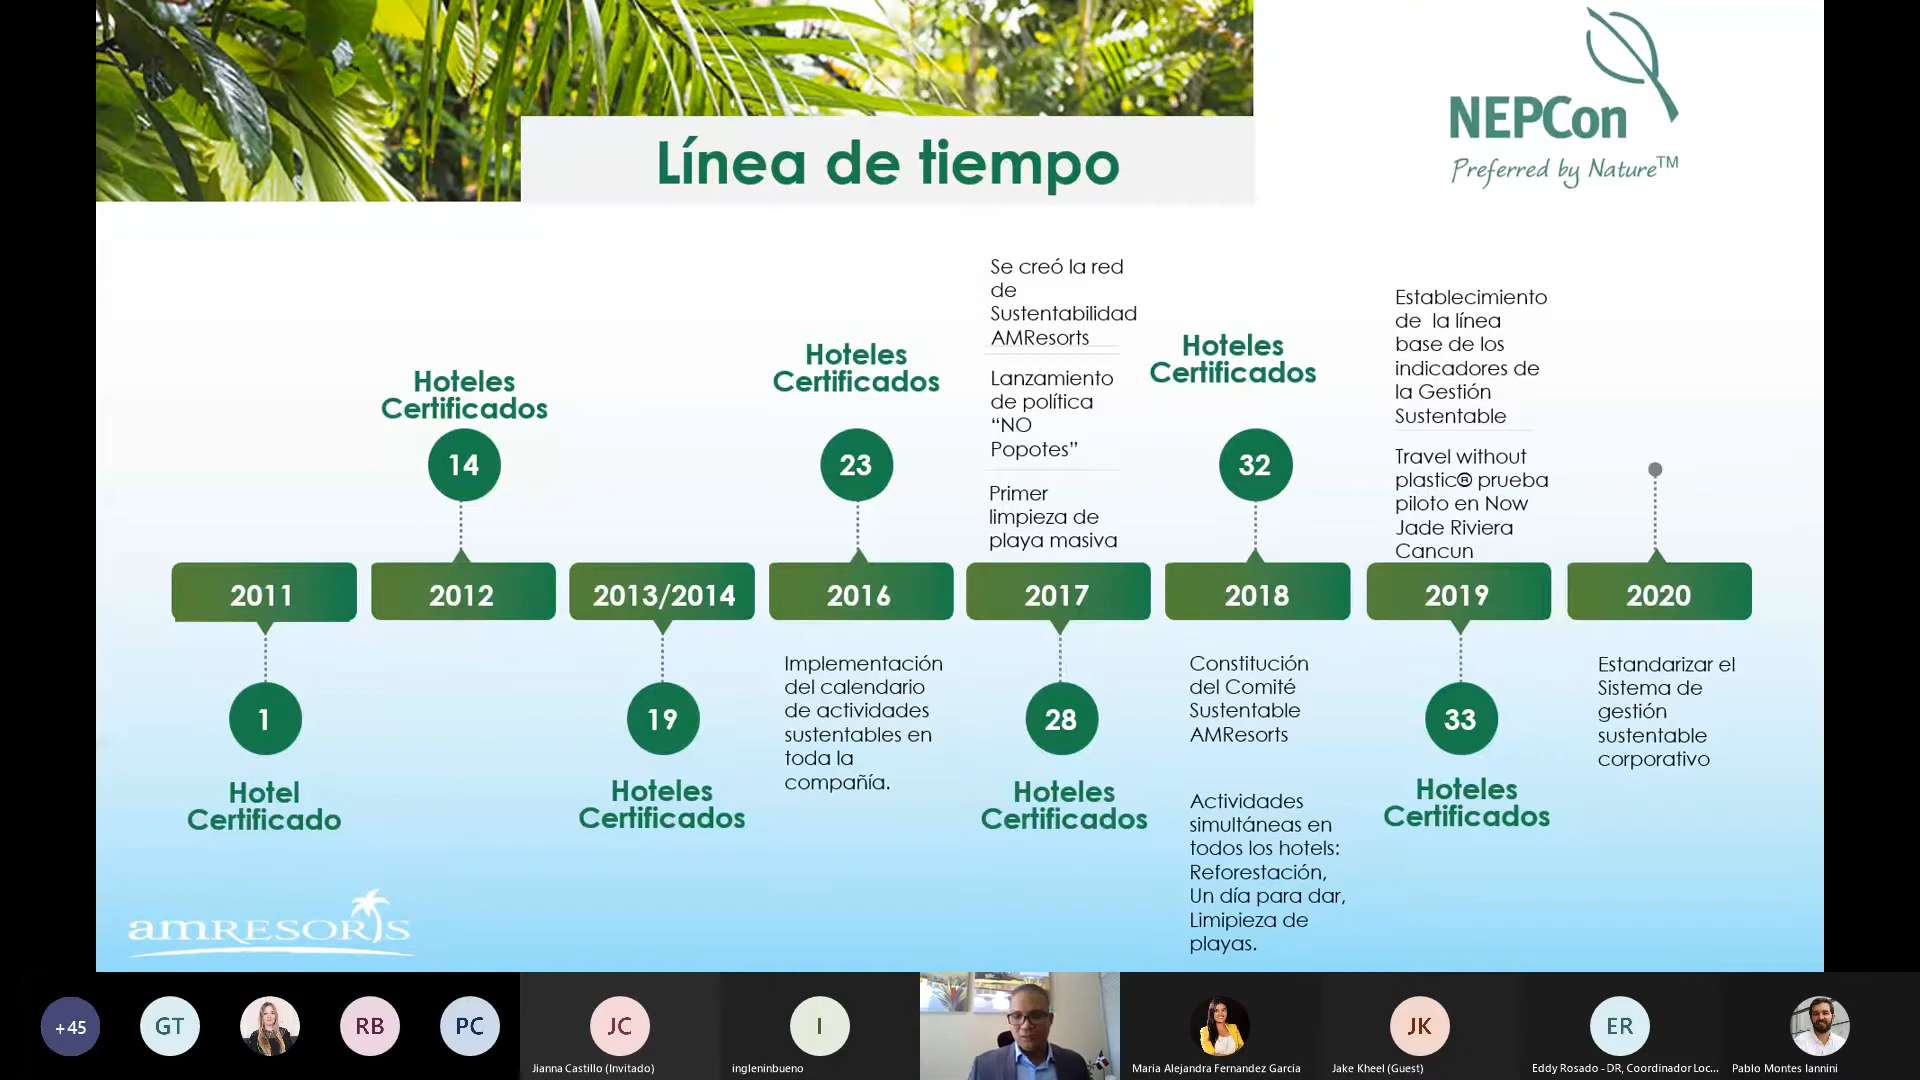 Línea de tiempo
NEPCon
Preferred by Nature™
Hoteles
Certificados
14
Hoteles
Certificados
23
Se creó la red
de
Sustentabilidad
AMResorts
Lanzamiento
de política
“NO
Popotes”
Primer
limpieza de
playa masiva
Hoteles
Certificados
32
Establecimiento
de la línea
base de los
indicadores de
la Gestión
Sustentable
Travel without
plastic® prueba
piloto en Now
Jade Riviera
Cancun
2011
2012
2013/2014
2016
2017
2018
2019
2020
1
Hotel
Certificado
19
Hoteles
Certificados
Implementación
del calendario
de actividades
sustentables en
toda la
compañía.
28
Hoteles
Certificados
Constitución
del Comité
Sustentable
AMResorts
Actividades
simultáneas en
todos los hotels:
Reforestación,
Un día para dar,
Limipieza de
playas.
33
Hoteles
Certificados
Estandarizar el
Sistema de
gestión
sustentable
corporativo
amRESORTS
+45
GT
RB
PC
JC
Jianna Castillo (Invitado)
I
ingleninbueno
Maria Alejandra Fernandez Garcia
JK
Jake Kheel (Guest)
ER
Eddy Rosado - DR, Coordinador Loc...
Pablo Montes Iannini